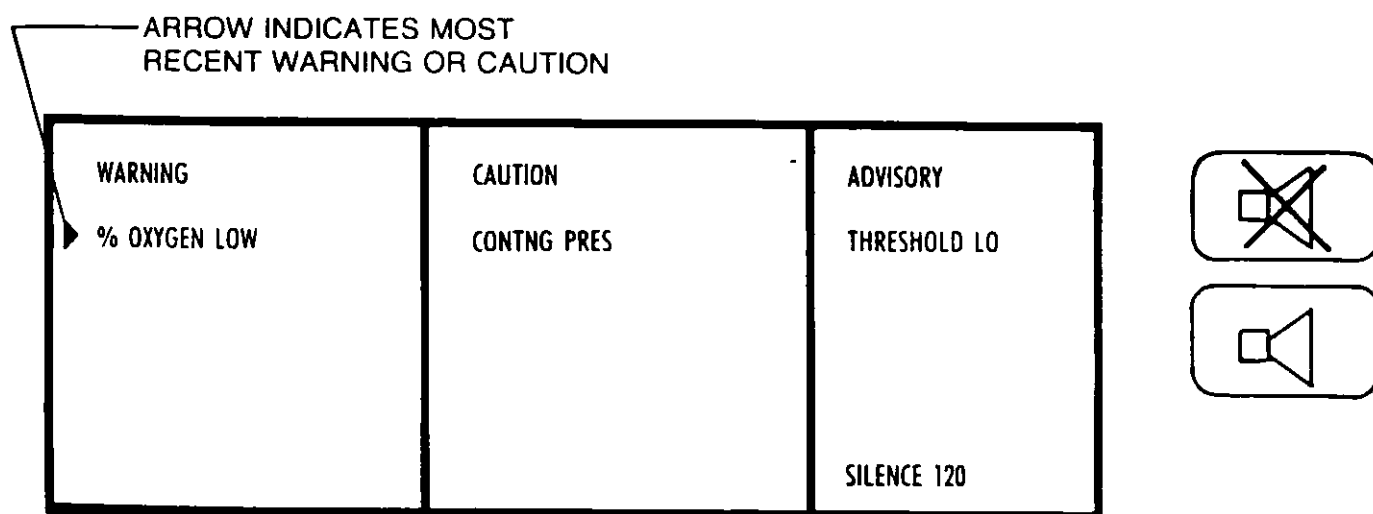 ARROW INDICATES MOST
RECENT WARNING OR CAUTION
WARNING
% OXYGEN LOW
CAUTION
CONTNG PRES
ADVISORY
THRESHOLD LO
SILENCE 120